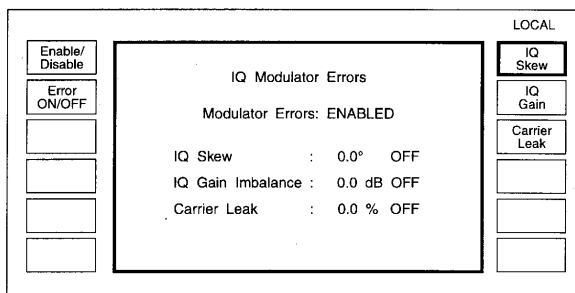 LOCAL
Enable/
Disable
Error
ON/OFF
IQ Modulator Errors
Modulator Errors: ENABLED
IQ Skew : 0.0° OFF
IQ Gain Imbalance : 0.0 dB OFF
Carrier Leak : 0.0 % OFF
IQ
Skew
IQ
Gain
Carrier
Leak